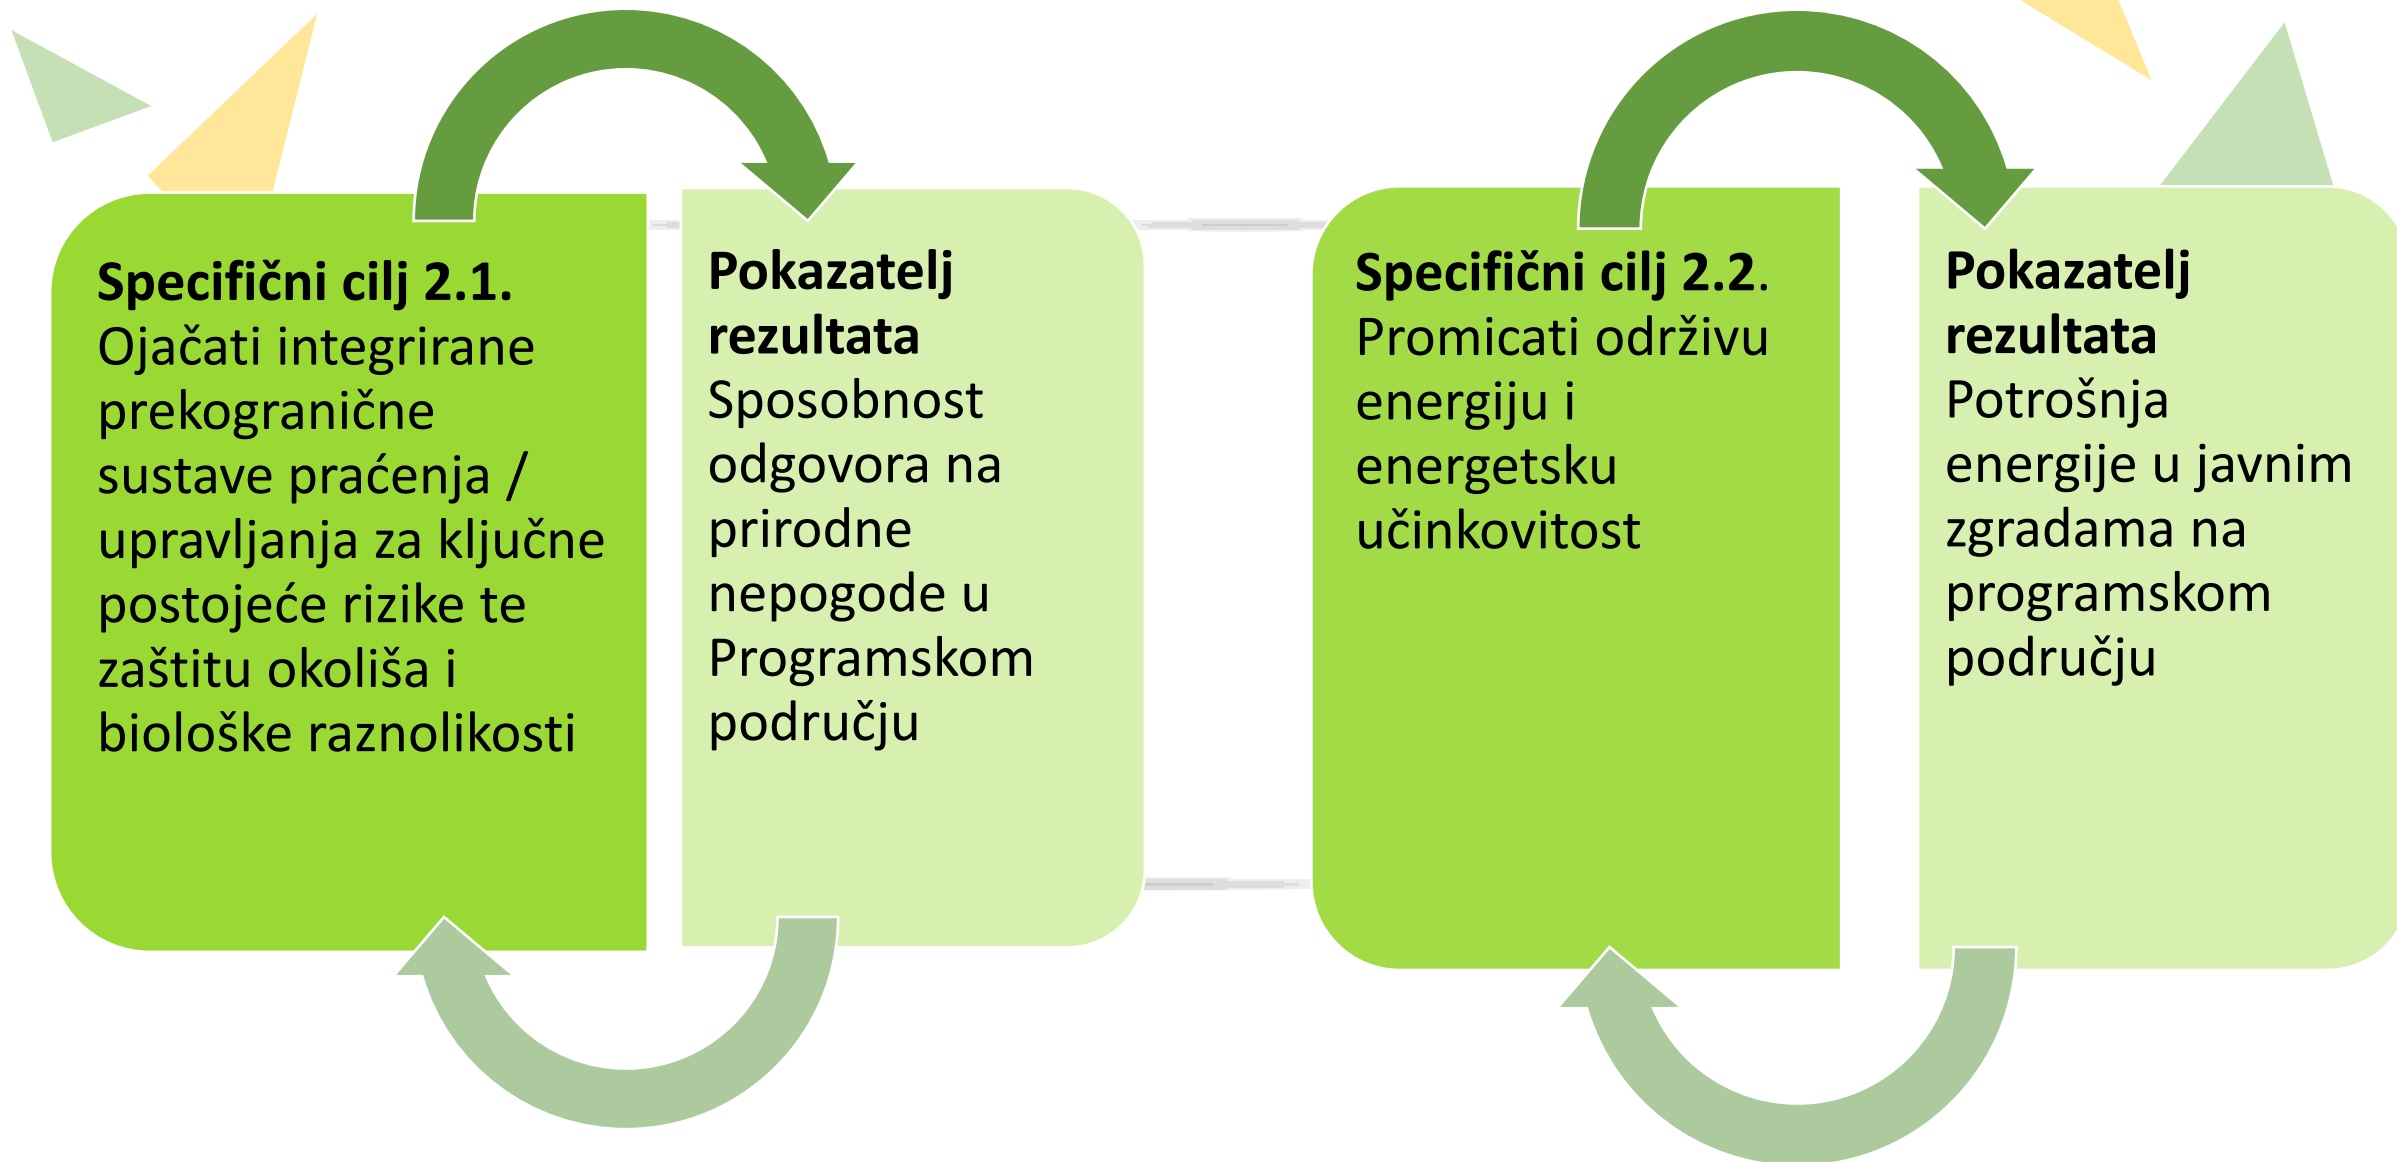 Specifični cilj 2.1.
Ojačati integrirane
prekogranične
sustave praćenja /
upravljanja za ključne
postojeće rizike te
zaštitu okoliša i
biološke raznolikosti
Pokazatelj
rezultata
Sposobnost
odgovora na
prirodne
nepogode u
Programskom
području
Specifični cilj 2.2.
Promicati održivu
energiju i
energetsku
učinkovitost
Pokazatelj
rezultata
Potrošnja
energije u javnim
zgradama na
programskom
području